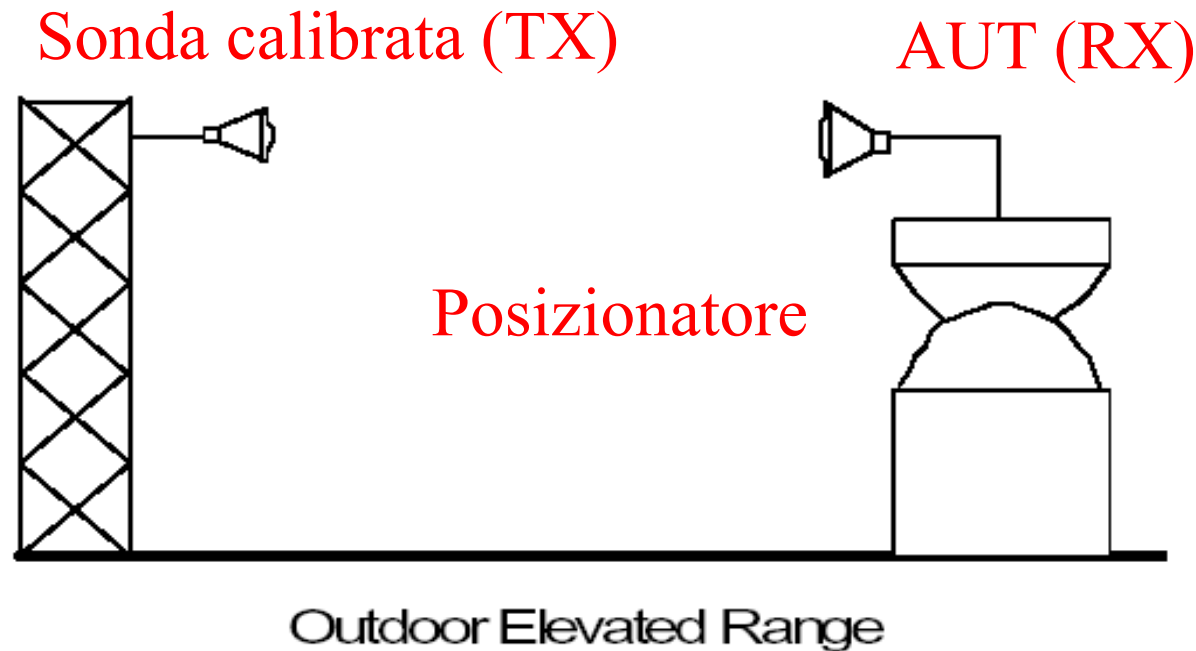 Sonda calibrata (TX)
AUT (RX)
Posizionatore
Outdoor Elevated Range